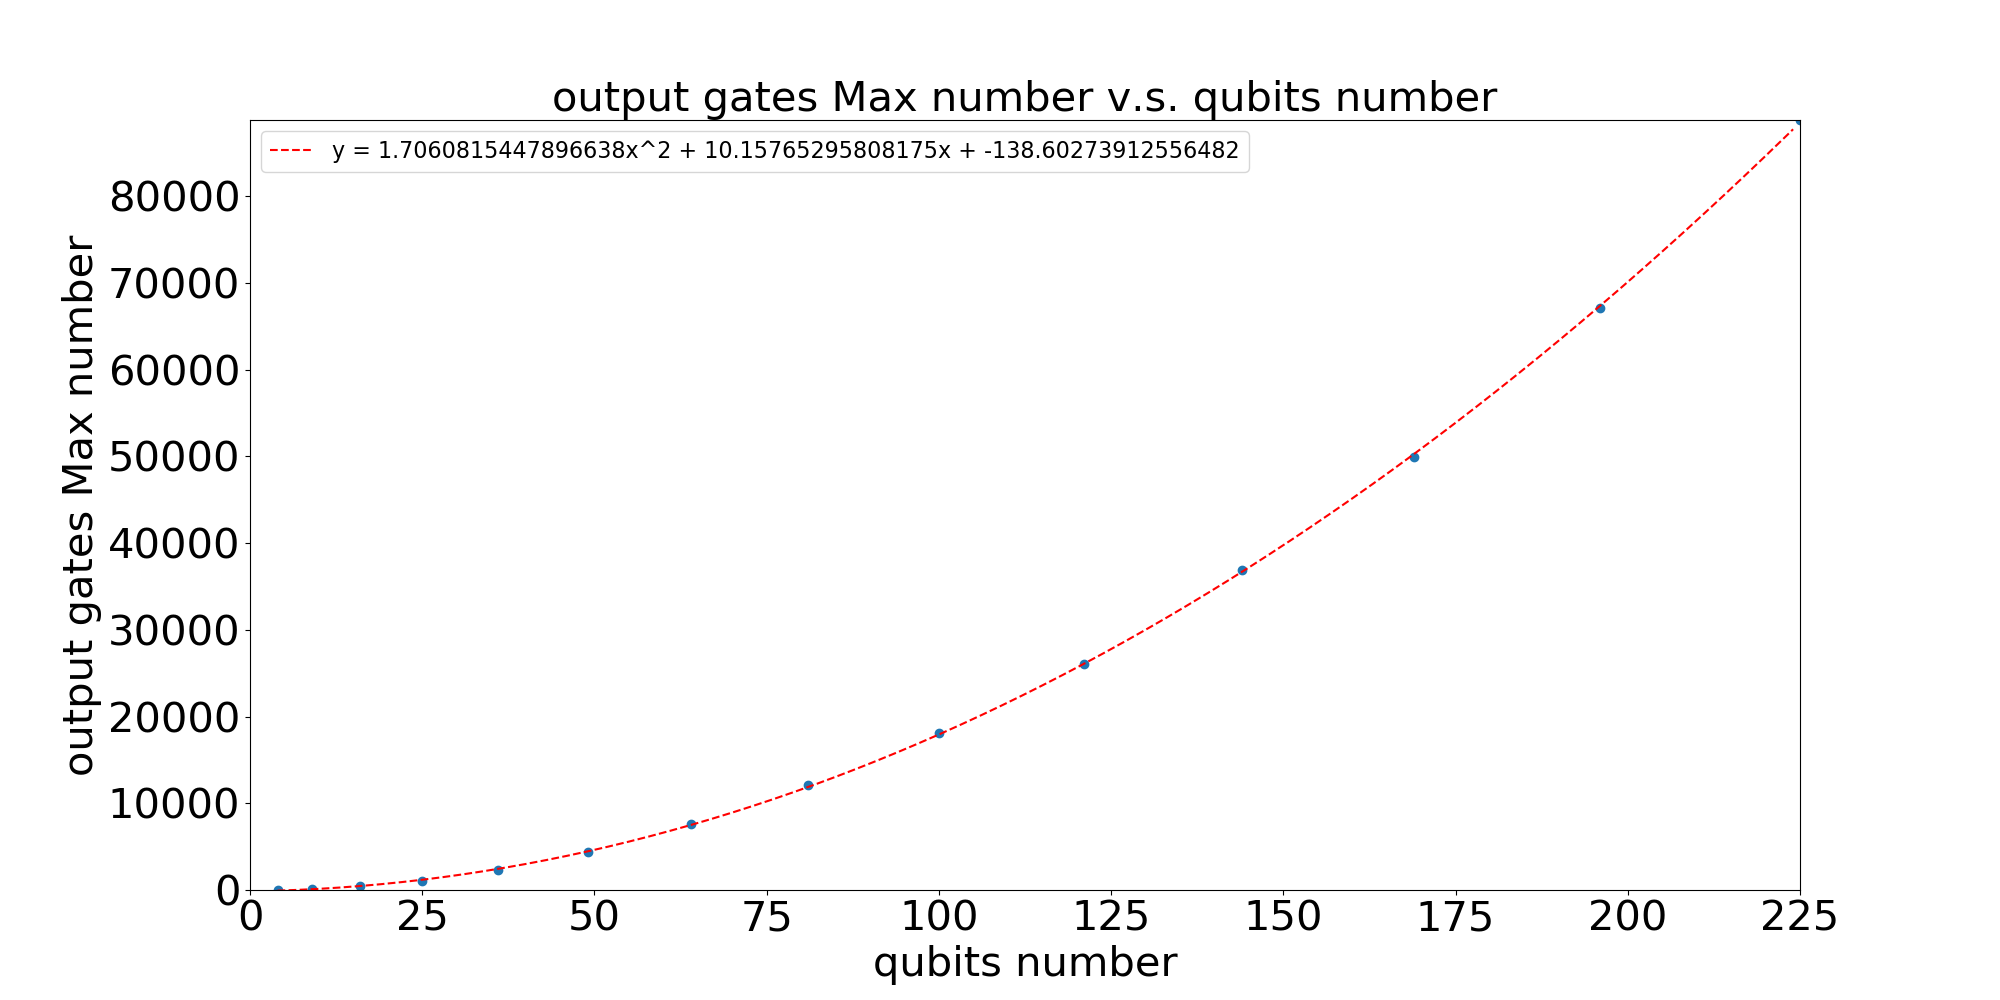 output gates Max number v.s. qubits number
y = 1.7060815447896638x^2 + 10.15765295808175x + -138.60273912556482
output gates Max number
80000
70000
60000
50000
40000
30000
20000
10000
0
0 25 50 75 100 125 150 175 200 225
qubits number